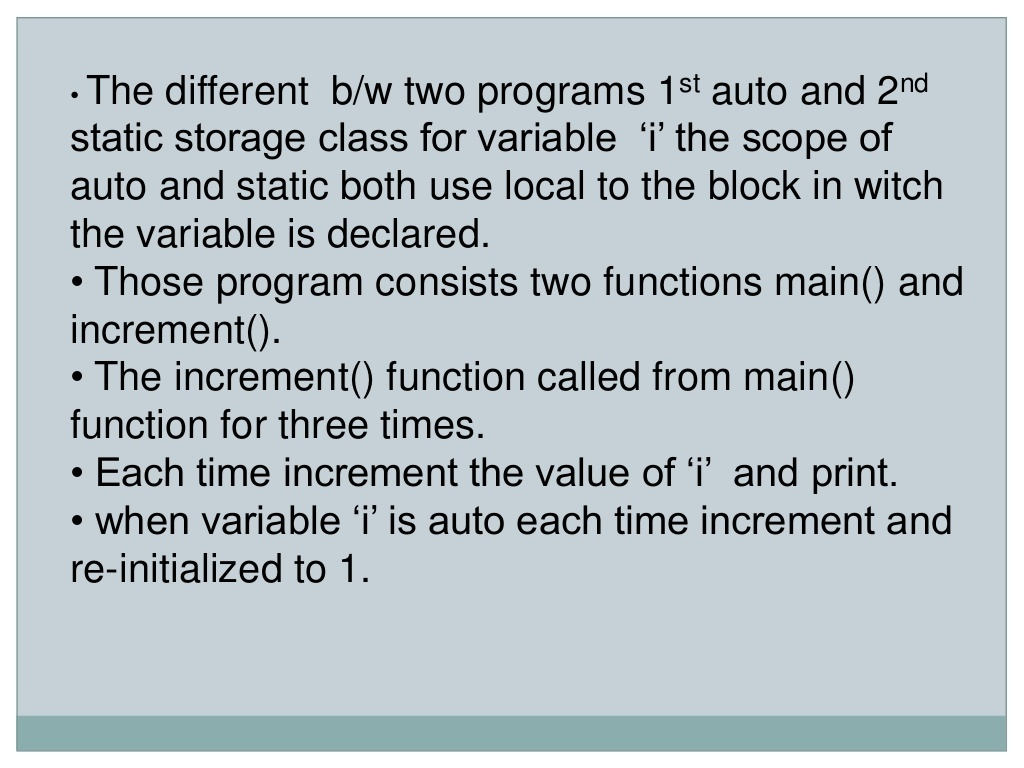 • The different  b/w two programs 1st auto and 2nd
static storage class for variable  ‘i’ the scope of
auto and static both use local to the block in witch
the variable is declared.
• Those program consists two functions main() and
increment().
• The increment() function called from main()
function for three times.
• Each time increment the value of ‘i’  and print.
• when variable ‘i’ is auto each time increment and
re-initialized to 1.